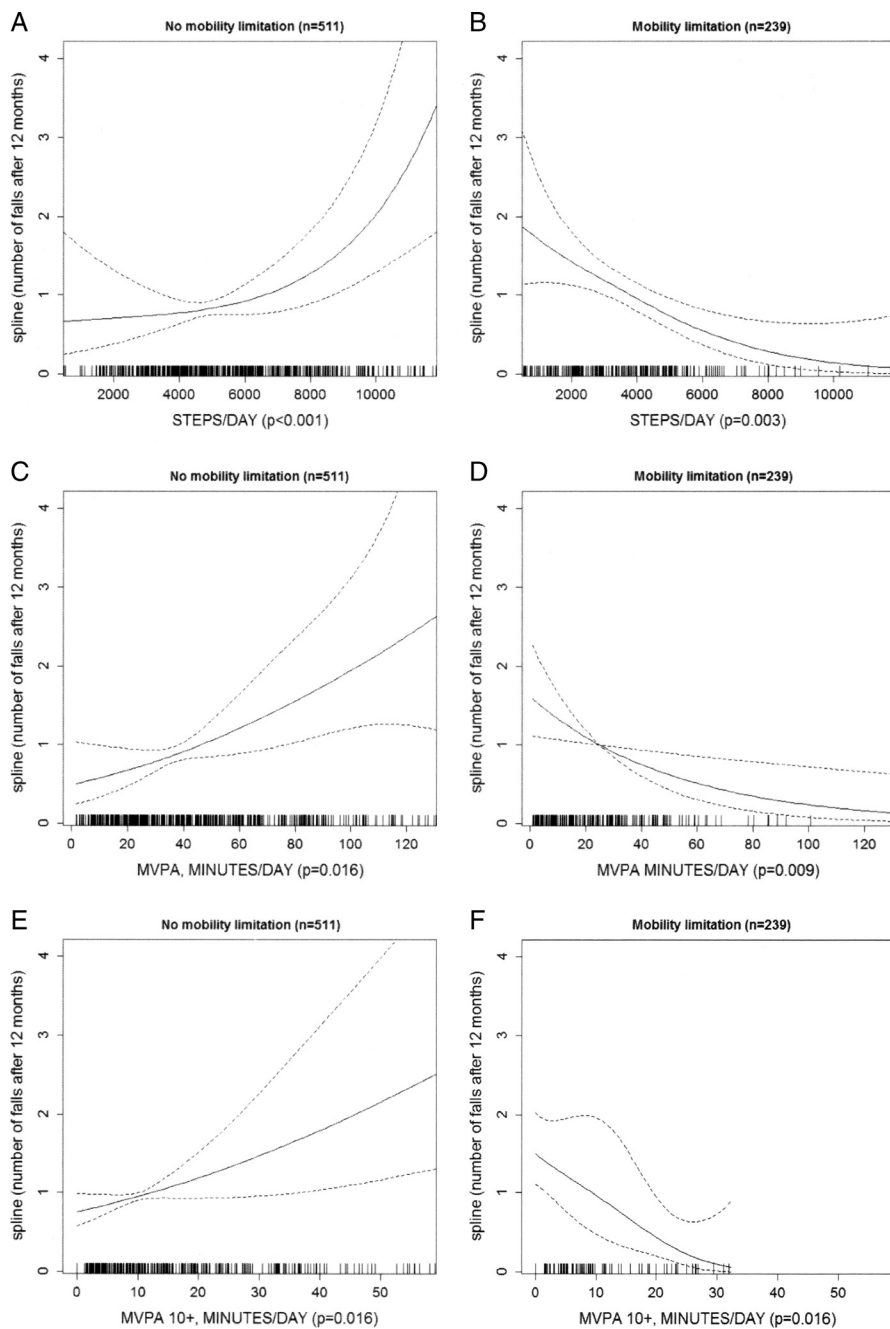 A
No mobility limitation (n=511)
spline (number of falls after 12 months)
4
3
2
1
0
2000 4000 6000 8000 10000
STEPS/DAY (p<0.001)
B
Mobility limitation (n=239)
spline (number of falls after 12 months)
4
3
2
1
0
2000 4000 6000 8000 10000
STEPS/DAY (p=0.003)
C
No mobility limitation (n=511)
spline (number of falls after 12 months)
4
3
2
1
0
0 20 40 60 80 100 120
MVPA, MINUTES/DAY (p=0.016)
D
Mobility limitation (n=239)
spline (number of falls after 12 months)
4
3
2
1
0
0 20 40 60 80 100 120
MVPA MINUTES/DAY (p=0.009)
E
No mobility limitation (n=511)
spline (number of falls after 12 months)
4
3
2
1
0
0 10 20 30 40 50
MVPA 10+, MINUTES/DAY (p=0.016)
F
Mobility limitation (n=239)
spline (number of falls after 12 months)
4
3
2
1
0
0 10 20 30 40 50
MVPA 10+, MINUTES/DAY (p=0.016)